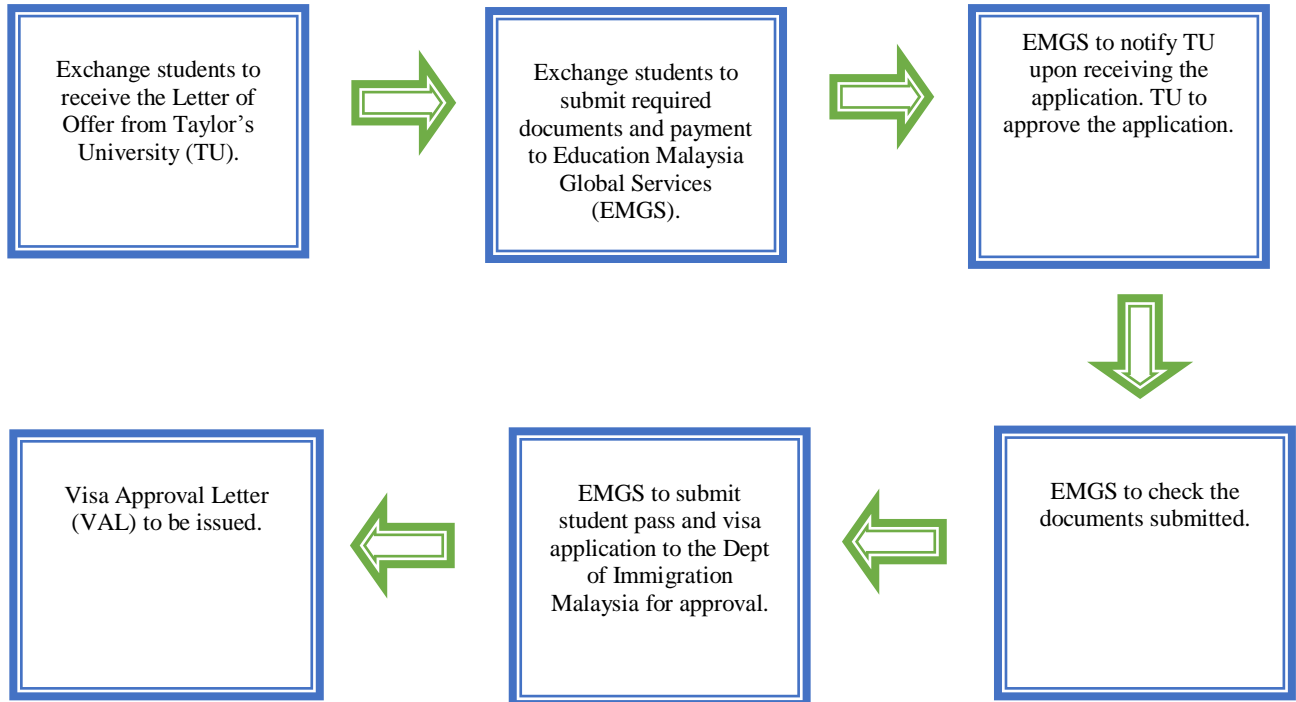 Exchange students to
receive the Letter of
Offer from Taylor’s
University (TU).
Exchange students to
submit required
documents and payment
to Education Malaysia
Global Services
(EMGS).
EMGS to notify TU
upon receiving the
application. TU to
approve the application.
EMGS to check the
documents submitted.
EMGS to submit
student pass and visa
application to the Dept
of Immigration
Malaysia for approval.
Visa Approval Letter
(VAL) to be issued.